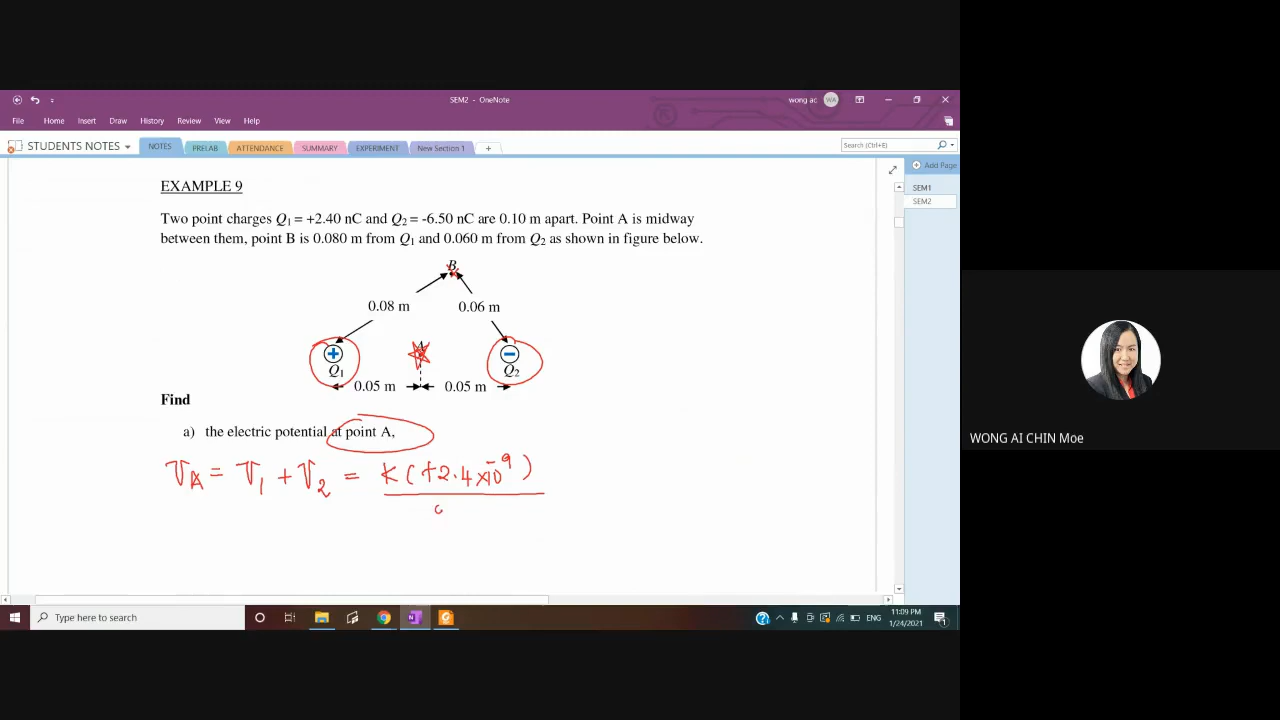 SEM2 - OneNote
wong ac
WA
File Home Insert Draw History Review View Help
STUDENTS NOTES NOTES PRELAB ATTENDANCE SUMMARY EXPERIMENT New Section 1 +
Search (Ctrl+E)
Add Page
SEM1
SEM2
EXAMPLE 9
Two point charges Q1 = +2.40 nC and Q2 = -6.50 nC are 0.10 m apart. Point A is midway
between them, point B is 0.080 m from Q1 and 0.060 m from Q2 as shown in figure below.
B
0.08 m 0.06 m
A
Q1 Q2
0.05 m 0.05 m
Find
a) the electric potential at point A,
VA = V1 + V2 = K(+2.4x10^-9)
WONG AI CHIN Moe
Type here to search
ENG
11:09 PM
1/24/2021